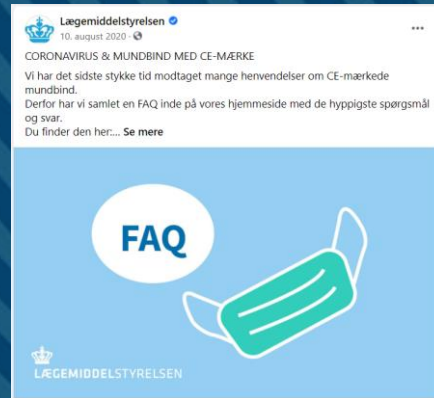 Lægemiddelstyrelsen
10. august 2020 ·
CORONAVIRUS & MUNDBIND MED CE-MÆRKE
Vi har det sidste stykke tid modtaget mange henvendelser om CE-mærkede
mundbind.
Derfor har vi samlet en FAQ inde på vores hjemmeside med de hyppigste spørgsmål
og svar.
Du finder den her:... Se mere
FAQ
LÆGEMIDDELSTYRELSEN